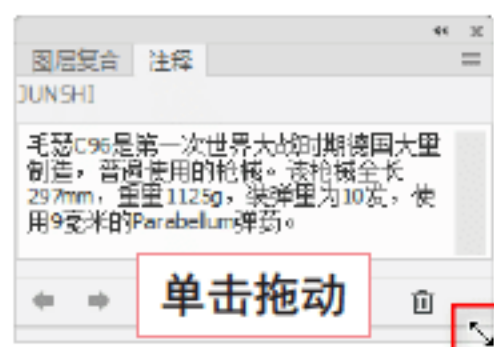 图层复合 注释
JUNSHI
毛瑟C96是第一次世界大战时期德国大量
制造，普遍使用的枪械。该枪械全长
297mm，重量1125g，装弹量为10发，使
用9毫米的Parabellum弹药。
单击拖动